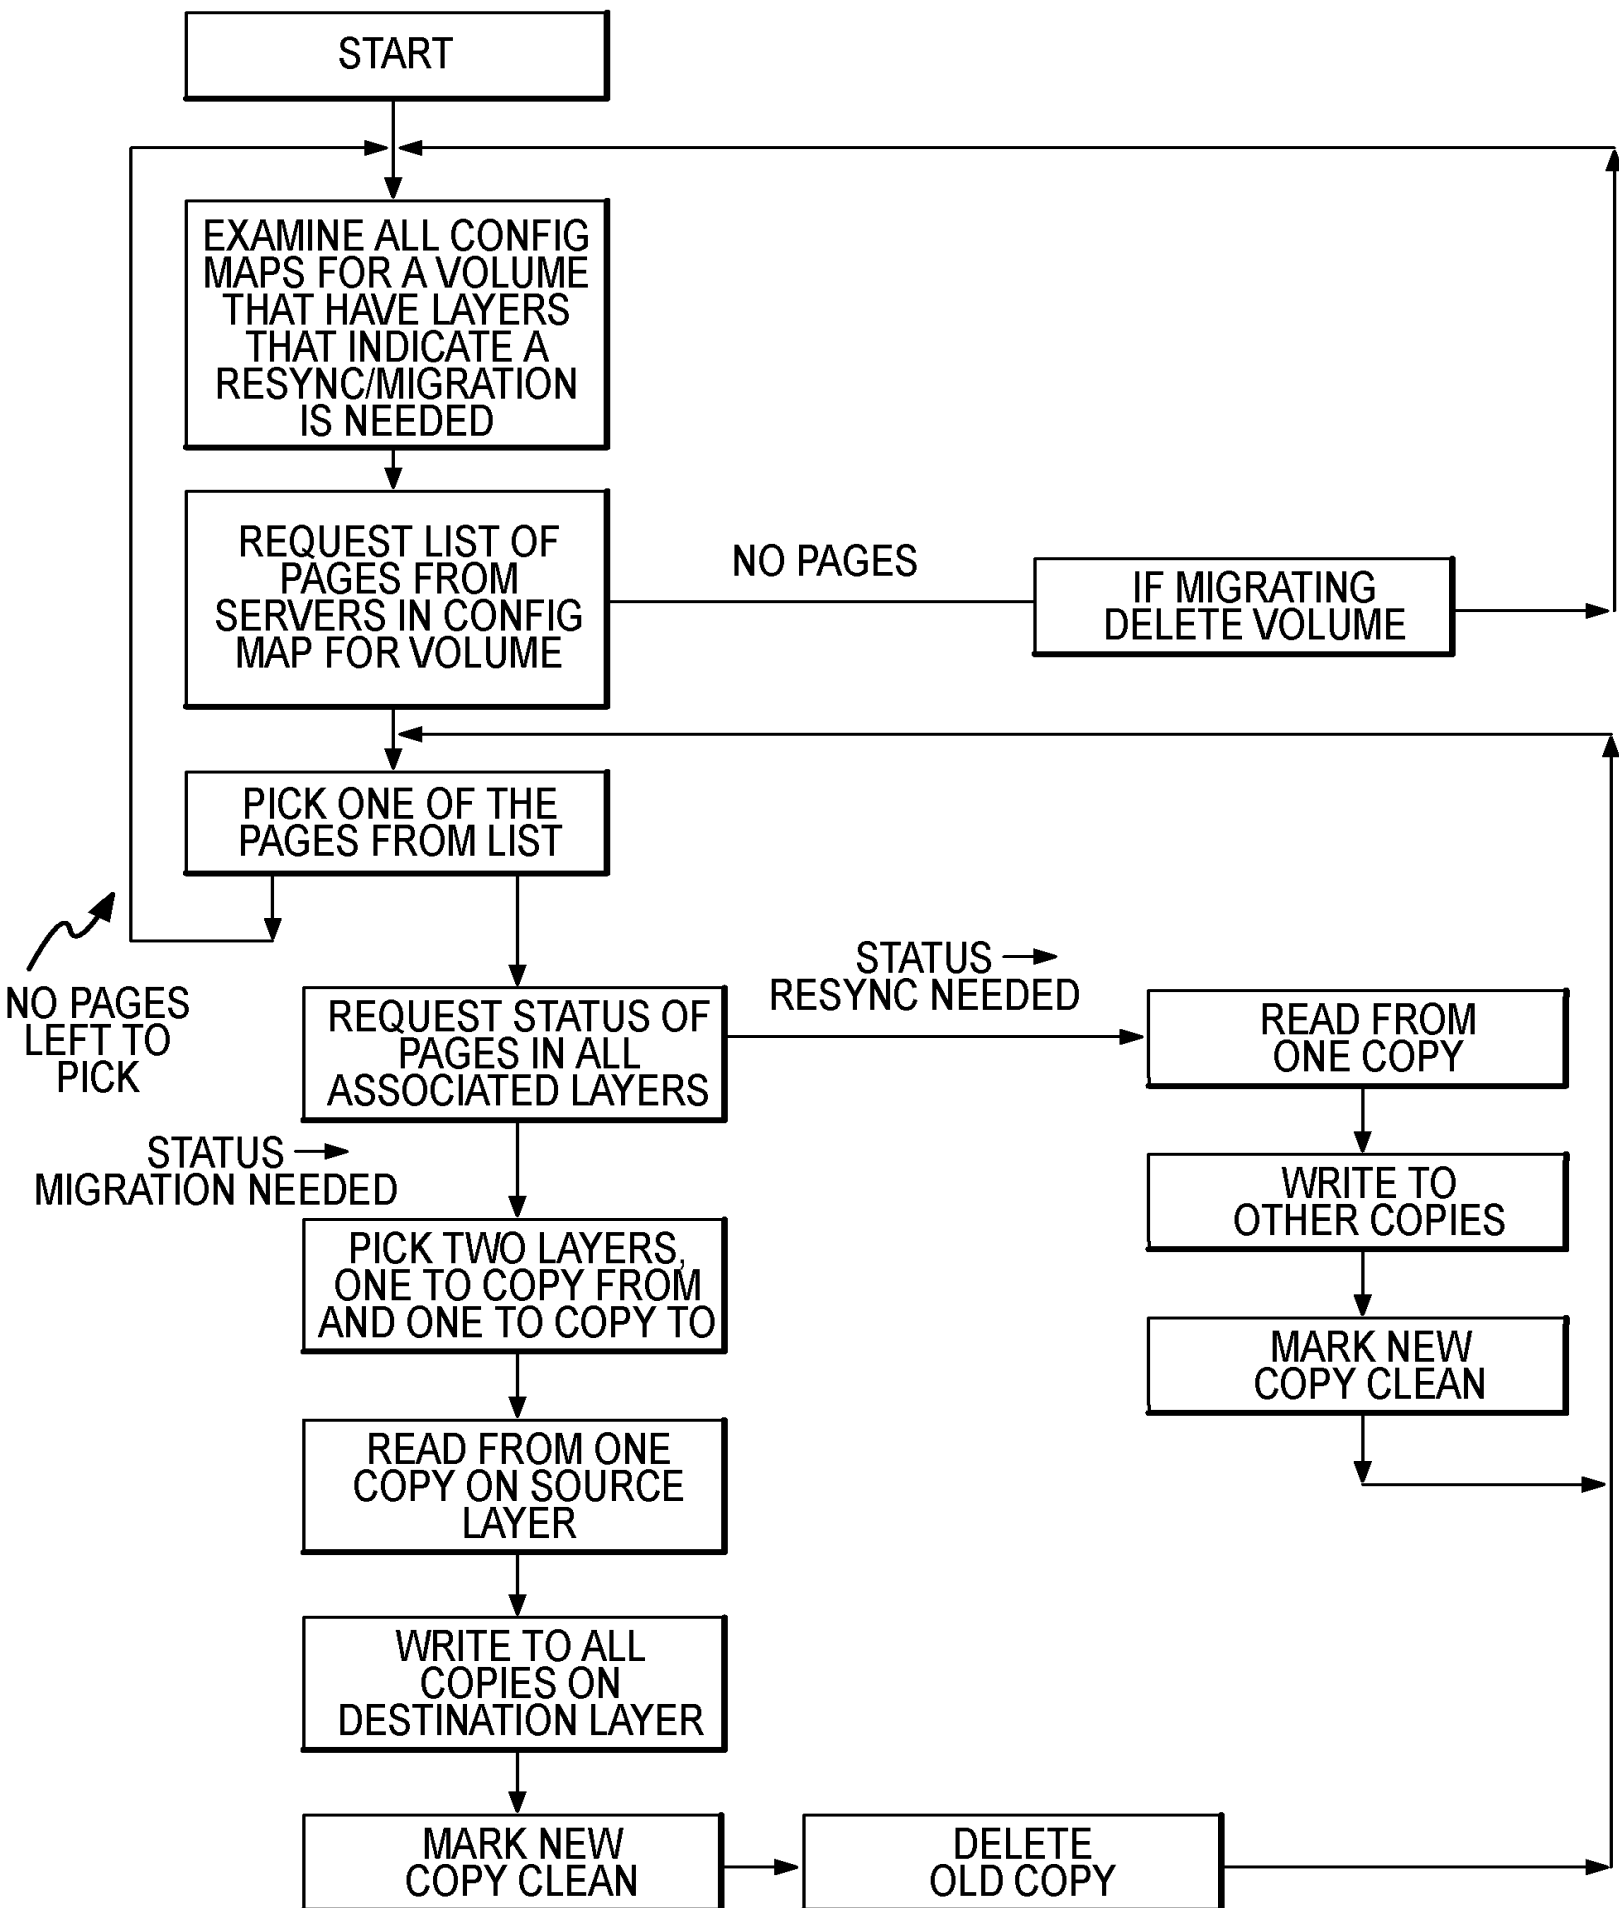 START
EXAMINE ALL CONFIG
MAPS FOR A VOLUME
THAT HAVE LAYERS
THAT INDICATE A
RESYNC/MIGRATION
IS NEEDED
REQUEST LIST OF
PAGES FROM
SERVERS IN CONFIG
MAP FOR VOLUME
NO PAGES
IF MIGRATING
DELETE VOLUME
PICK ONE OF THE
PAGES FROM LIST
NO PAGES
LEFT TO
PICK
REQUEST STATUS OF
PAGES IN ALL
ASSOCIATED LAYERS
STATUS →
RESYNC NEEDED
READ FROM
ONE COPY
WRITE TO
OTHER COPIES
MARK NEW
COPY CLEAN
STATUS →
MIGRATION NEEDED
PICK TWO LAYERS,
ONE TO COPY FROM
AND ONE TO COPY TO
READ FROM ONE
COPY ON SOURCE
LAYER
WRITE TO ALL
COPIES ON
DESTINATION LAYER
MARK NEW
COPY CLEAN
DELETE
OLD COPY